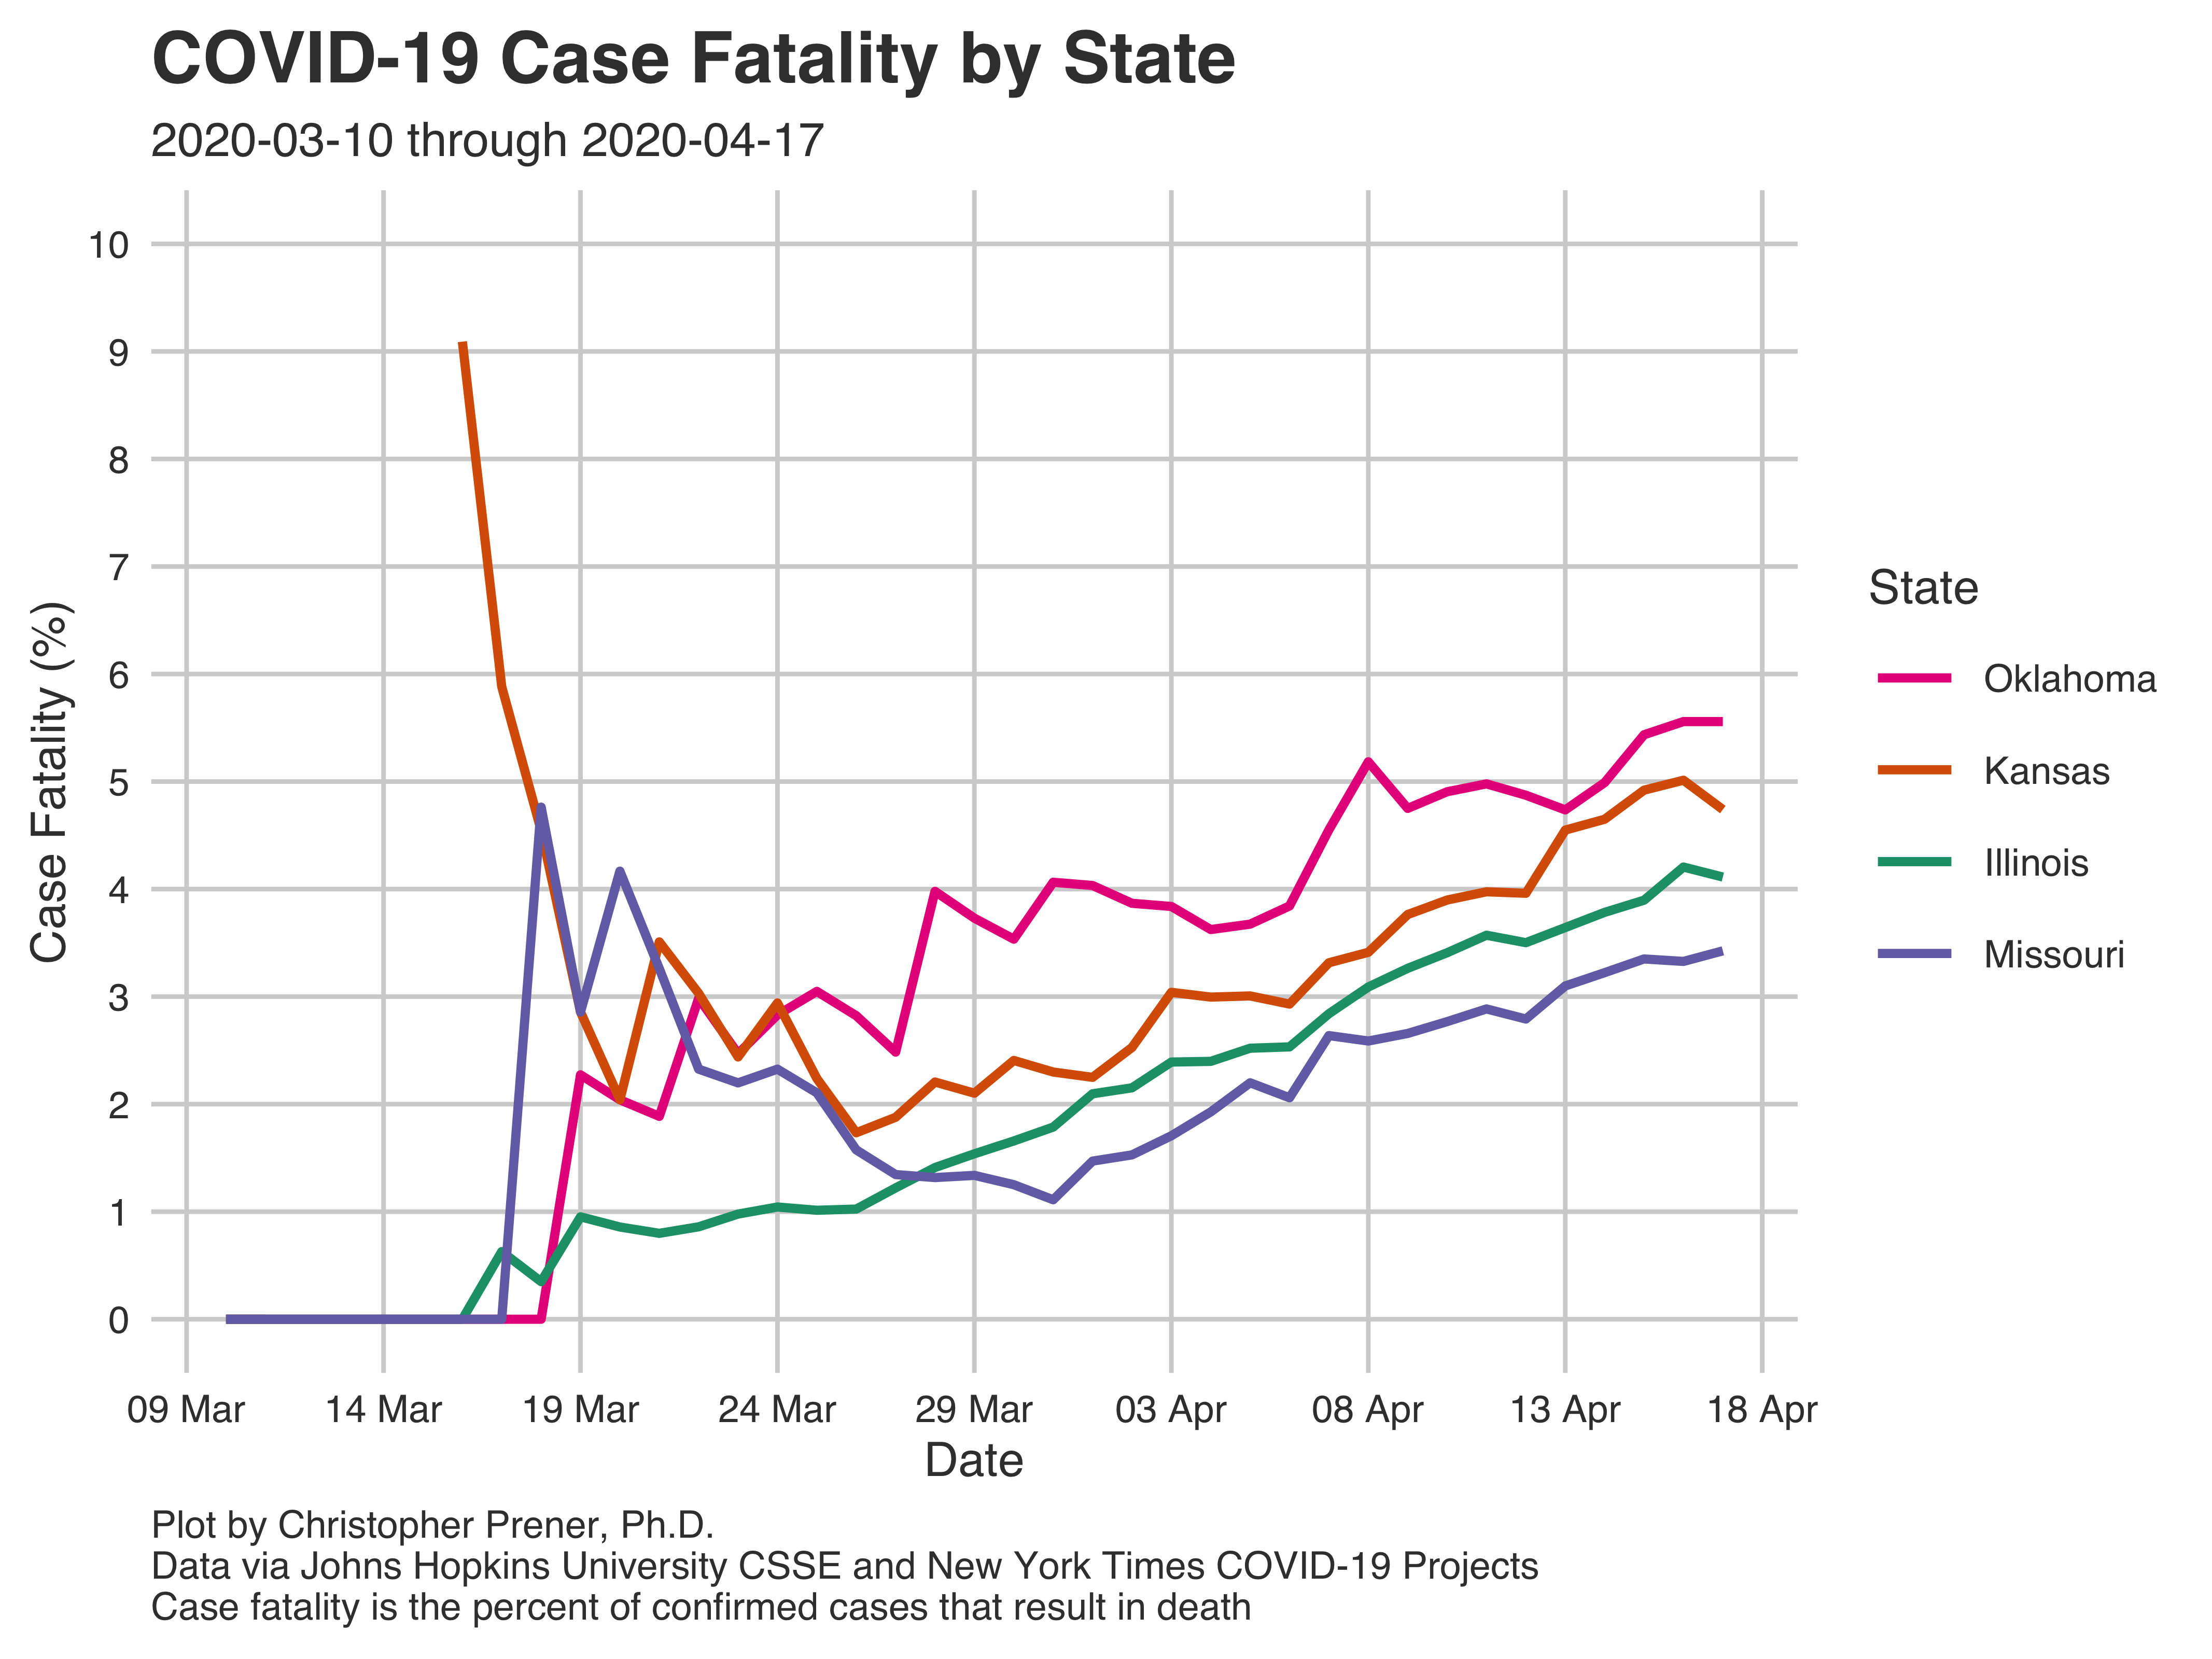 COVID-19 Case Fatality by State
2020-03-10 through 2020-04-17
Case Fatality (%)
10
9
8
7
6
5
4
3
2
1
0
09 Mar 14 Mar 19 Mar 24 Mar 29 Mar 03 Apr 08 Apr 13 Apr 18 Apr
Date
State
Oklahoma
Kansas
Illinois
Missouri
Plot by Christopher Prener, Ph.D.
Data via Johns Hopkins University CSSE and New York Times COVID-19 Projects
Case fatality is the percent of confirmed cases that result in death